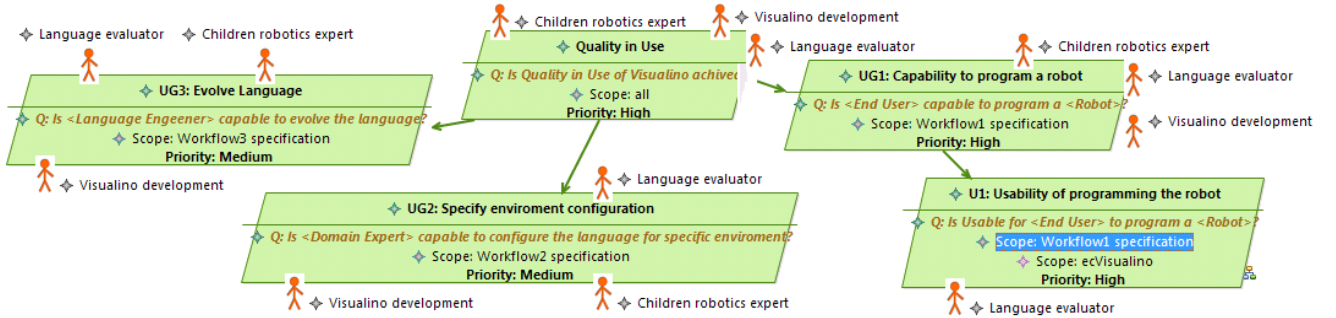 Language evaluator
Children robotics expert
UG3: Evolve Language
Q: Is <Language Engeener> capable to evolve the language?
Scope: Workflow3 specification
Priority: Medium
Visualino development
Children robotics expert
Visualino development
Language evaluator
Quality in Use
Q: Is Quality in Use of Visualino achived
Scope: all
Priority: High
Children robotics expert
Language evaluator
Visualino development
UG1: Capability to program a robot
Q: Is <End User> capable to program a <Robot>?
Scope: Workflow1 specification
Priority: High
Language evaluator
UG2: Specify enviroment configuration
Q: Is <Domain Expert> capable to configure the language for specific enviroment?
Scope: Workflow2 specification
Priority: Medium
Visualino development
Children robotics expert
U1: Usability of programming the robot
Q: Is Usable for <End User> to program a <Robot>?
Scope: Workflow1 specification
Scope: ecVisualino
Priority: High
Language evaluator